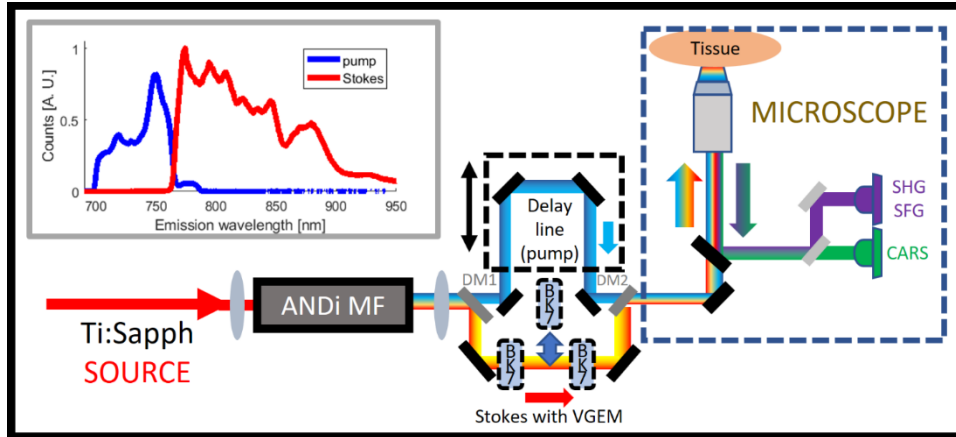 pump
Stokes
Counts [A. U.]
1
0.5
0
700
750
800
850
900
950
Emission wavelength [nm]
Tissue
MICROSCOPE
SHG
SFG
CARS
Delay
line
(pump)
DM1
DM2
ANDi MF
Ti:Sapph
SOURCE
BK7
BK7
BK7
Stokes with VGEM